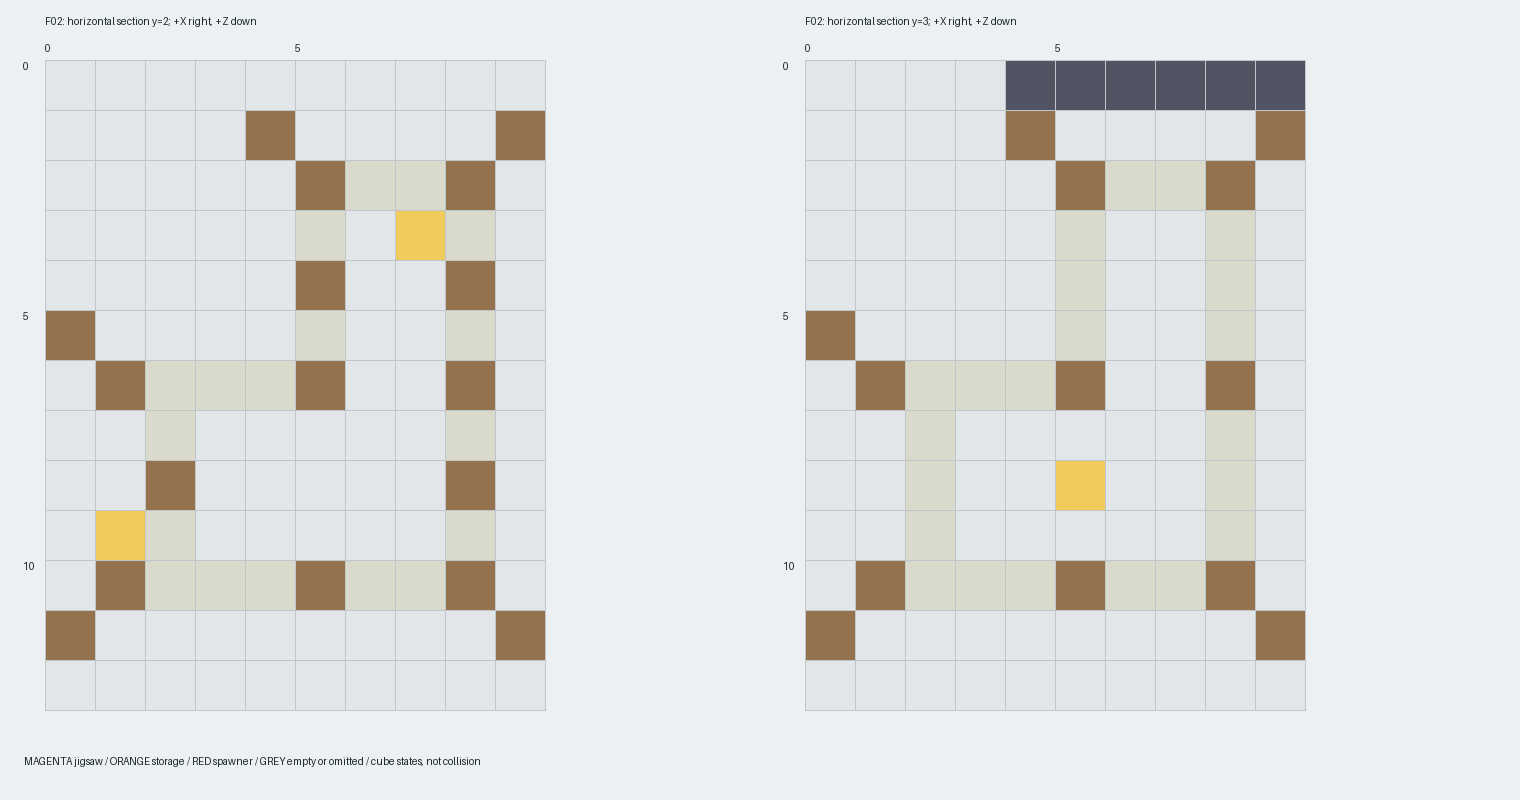 F02: horizontal section y=2; +X right, +Z down
F02: horizontal section y=3; +X right, +Z down
0 5
0 5
0 0
5 5
10 10
MAGENTA jigsaw / ORANGE storage / RED spawner / GREY empty or omitted / cube states, not collision